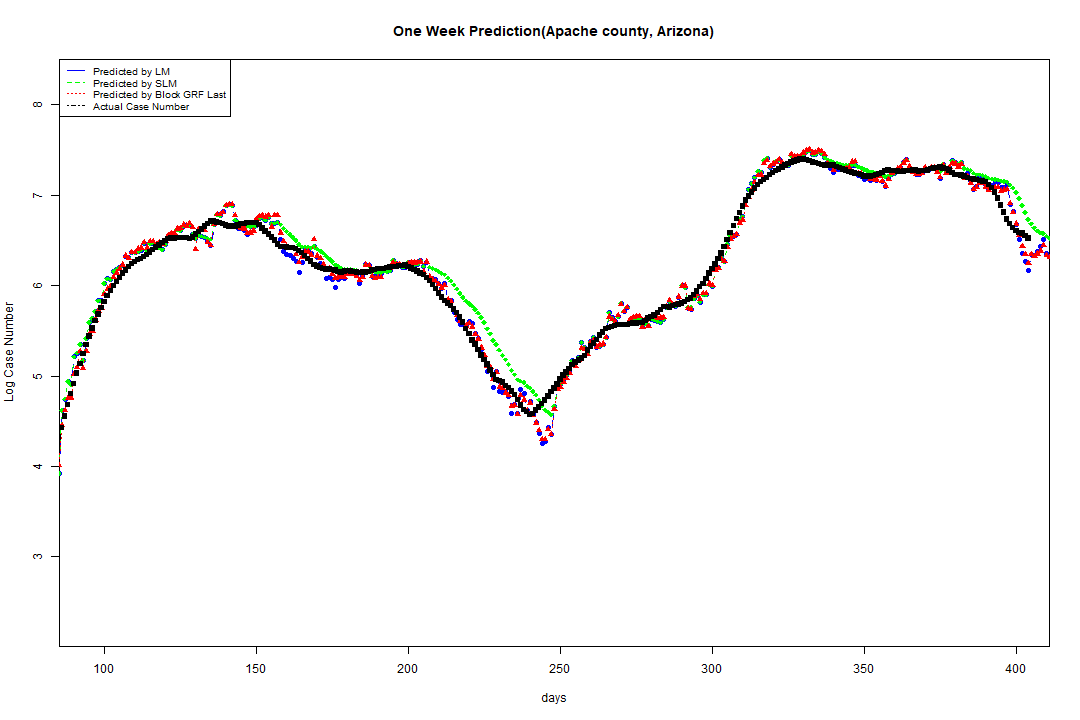 One Week Prediction(Apache county, Arizona)
Predicted by LM
Predicted by SLM
Predicted by Block GRF Last
Actual Case Number
8
7
6
5
4
3
Log Case Number
100 150 200 250 300 350 400
days